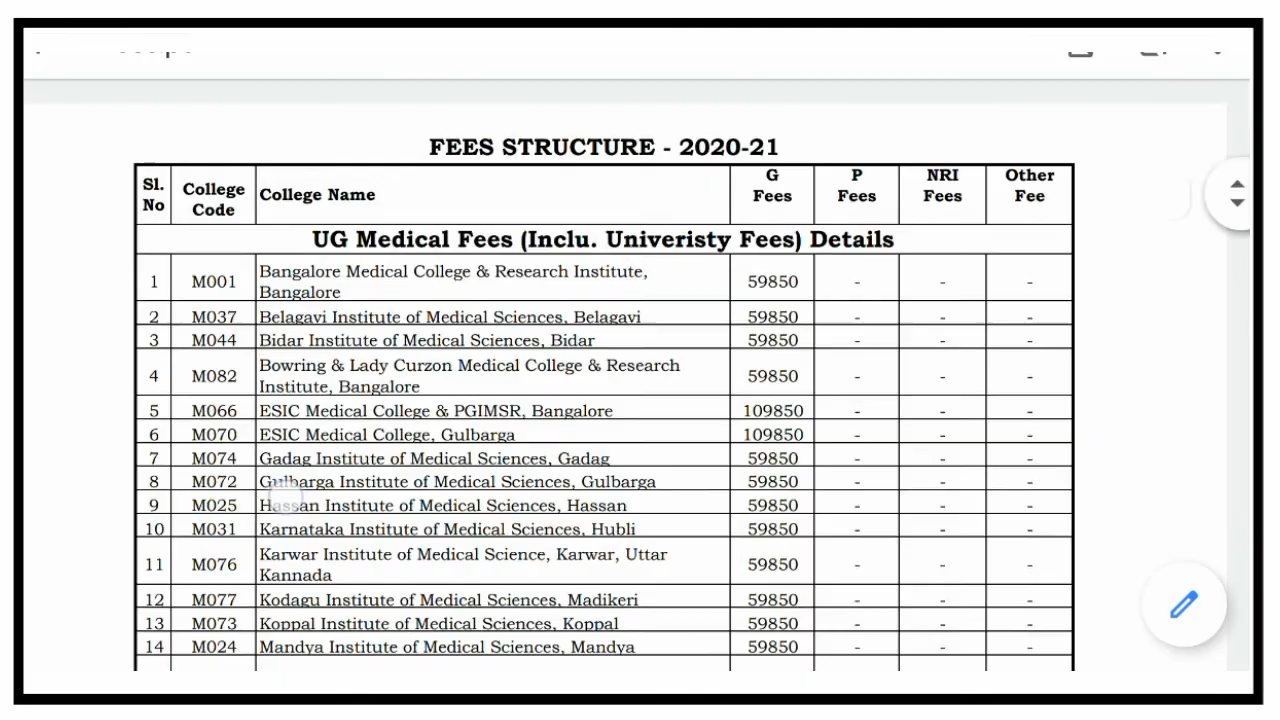 FEES STRUCTURE - 2020-21
Sl. No College Code College Name G Fees P Fees NRI Fees Other Fee
UG Medical Fees (Inclu. Univeristy Fees) Details
1 M001 Bangalore Medical College & Research Institute, Bangalore 59850 - - -
2 M037 Belagavi Institute of Medical Sciences, Belagavi 59850 - - -
3 M044 Bidar Institute of Medical Sciences, Bidar 59850 - - -
4 M082 Bowring & Lady Curzon Medical College & Research Institute, Bangalore 59850 - - -
5 M066 ESIC Medical College & PGIMSR, Bangalore 109850 - - -
6 M070 ESIC Medical College, Gulbarga 109850 - - -
7 M074 Gadag Institute of Medical Sciences, Gadag 59850 - - -
8 M072 Gulbarga Institute of Medical Sciences, Gulbarga 59850 - - -
9 M025 Hassan Institute of Medical Sciences, Hassan 59850 - - -
10 M031 Karnataka Institute of Medical Sciences, Hubli 59850 - - -
11 M076 Karwar Institute of Medical Science, Karwar, Uttar Kannada 59850 - - -
12 M077 Kodagu Institute of Medical Sciences, Madikeri 59850 - - -
13 M073 Koppal Institute of Medical Sciences, Koppal 59850 - - -
14 M024 Mandya Institute of Medical Sciences, Mandya 59850 - - -